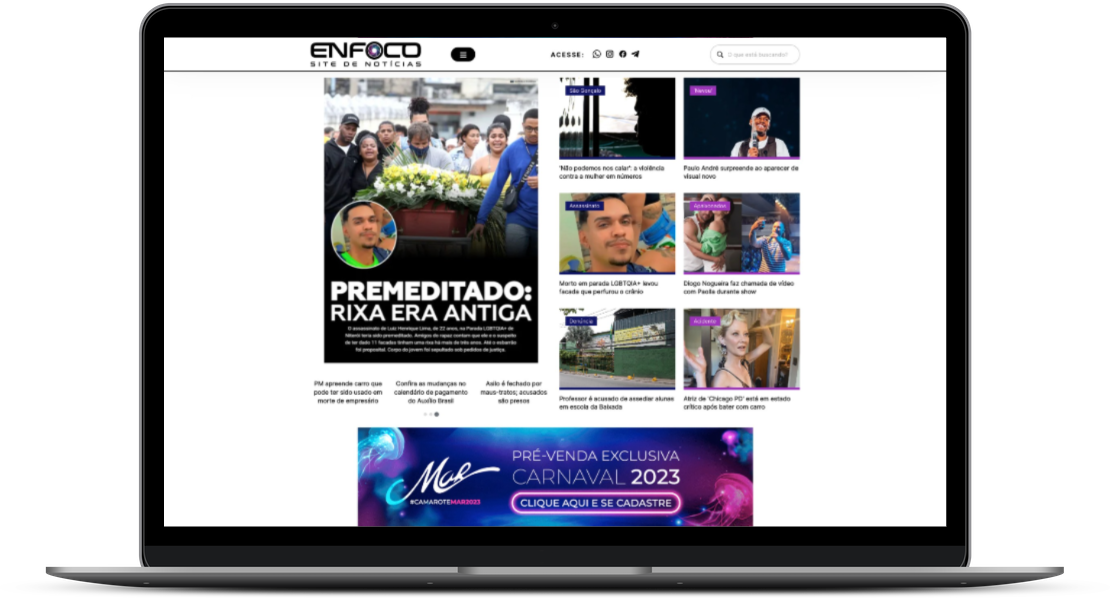 ENFOCO
SITE DE NOTÍCIAS
ACESSE:
O que está buscando?
PREMEDITADO:
RIXA ERA ANTIGA
O assassinato de Luiz Henrique Lima, de 22 anos, na Parada LGBTQIA+ de
Niterói teria sido premeditado. Amigos do rapaz contam que ele e o suspeito
de ter dado 11 facadas tinham uma rixa há mais de três anos. Até o esbarrão
foi proposital. Corpo do jovem foi sepultado sob pedidos de justiça.
PM apreende carro que
pode ter sido usado em
morte de empresário
Confira as mudanças no
calendário de pagamento
do Auxílio Brasil
Asilo é fechado por
maus-tratos; acusados
são presos
São Gonçalo
'Não podemos nos calar': a violência
contra a mulher em números
Paulo André surpreende ao aparecer de
visual novo
Assassinato
Morto em parada LGBTQIA+ levou
facada que perfurou o crânio
Apaixonados
Diogo Nogueira faz chamada de vídeo
com Paolla durante show
Denúncia
Professor é acusado de assediar alunas
em escola da Baixada
Acidente
Atriz de 'Chicago PD' está em estado
crítico após bater com carro
Mar
#CAMAROTEMAR2023
PRÉ-VENDA EXCLUSIVA
CARNAVAL 2023
CLIQUE AQUI E SE CADASTRE